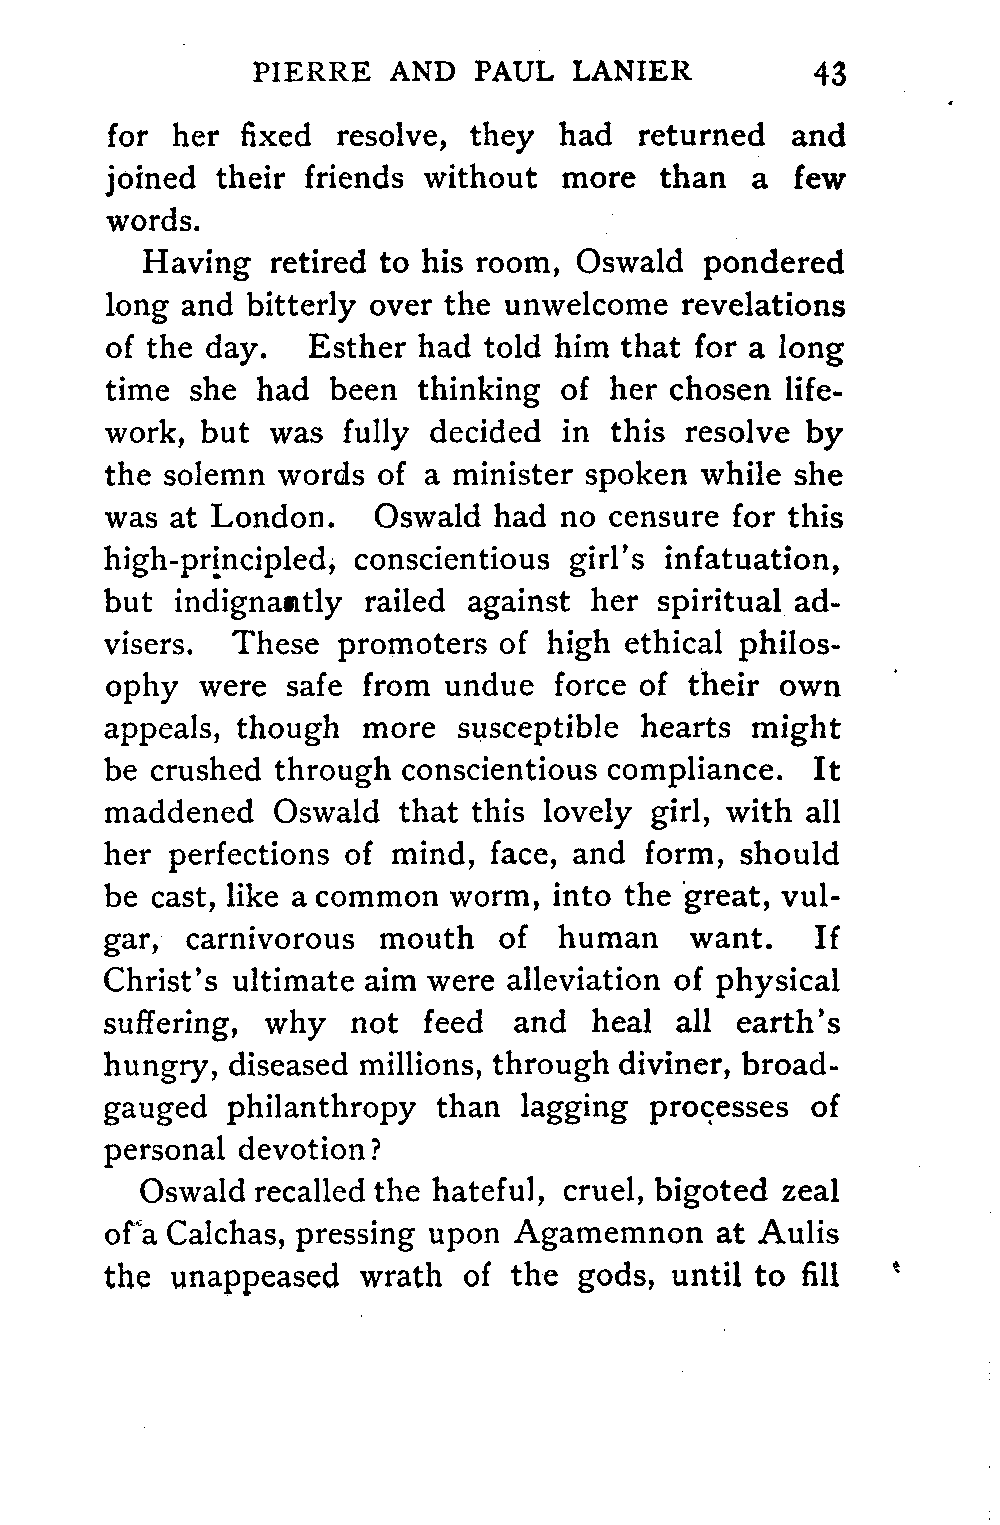 PIERRE AND PAUL LANIER 43
for her fixed resolve, they had returned and
joined their friends without more than a few
words.
Having retired to his room, Oswald pondered
long and bitterly over the unwelcome revelations
of the day. Esther had told him that for a long
time she had been thinking of her chosen life-
work, but was fully decided in this resolve by
the solemn words of a minister spoken while she
was at London. Oswald had no censure for this
high-principled, conscientious girl's infatuation,
but indignantly railed against her spiritual ad-
visers. These promoters of high ethical philos-
ophy were safe from undue force of their own
appeals, though more susceptible hearts might
be crushed through conscientious compliance. It
maddened Oswald that this lovely girl, with all
her perfections of mind, face, and form, should
be cast, like a common worm, into the great, vul-
gar, carnivorous mouth of human want. If
Christ's ultimate aim were alleviation of physical
suffering, why not feed and heal all earth's
hungry, diseased millions, through diviner, broad-
gauged philanthropy than lagging processes of
personal devotion?
Oswald recalled the hateful, cruel, bigoted zeal
of a Calchas, pressing upon Agamemnon at Aulis
the unappeased wrath of the gods, until to fill